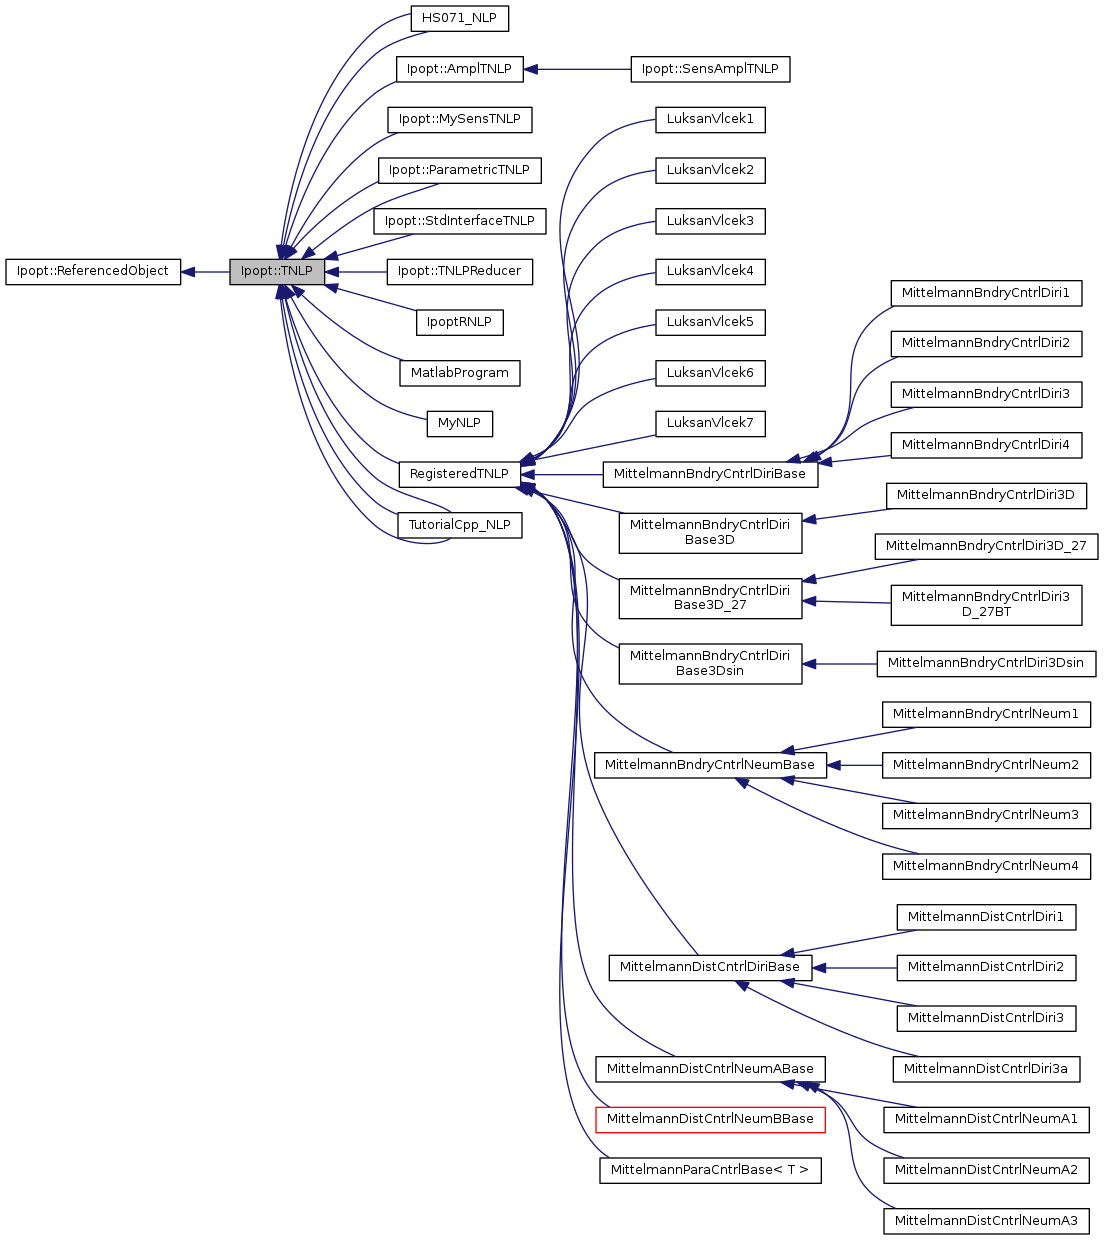 HS071_NLP
Ipopt::AmplTNLP
Ipopt::SensAmplTNLP
Ipopt::MySensTNLP
LuksanVlcek1
Ipopt::ParametricTNLP
LuksanVlcek2
Ipopt::StdInterfaceTNLP
LuksanVlcek3
Ipopt::ReferencedObject
Ipopt::TNLP
Ipopt::TNLPReducer
LuksanVlcek4
MittelmannBndryCntrlDiri1
IpoptRNLP
LuksanVlcek5
MittelmannBndryCntrlDiri2
MatlabProgram
LuksanVlcek6
MittelmannBndryCntrlDiri3
MyNLP
LuksanVlcek7
MittelmannBndryCntrlDiri4
RegisteredTNLP
MittelmannBndryCntrlDiriBase
MittelmannBndryCntrlDiri3D
TutorialCpp_NLP
MittelmannBndryCntrlDiri
Base3D
MittelmannBndryCntrlDiri3D_27
MittelmannBndryCntrlDiri
Base3D_27
MittelmannBndryCntrlDiri3
D_27BT
MittelmannBndryCntrlDiri
Base3Dsin
MittelmannBndryCntrlDiri3Dsin
MittelmannBndryCntrlNeum1
MittelmannBndryCntrlNeumBase
MittelmannBndryCntrlNeum2
MittelmannBndryCntrlNeum3
MittelmannBndryCntrlNeum4
MittelmannDistCntrlDiri1
MittelmannDistCntrlDiriBase
MittelmannDistCntrlDiri2
MittelmannDistCntrlDiri3
MittelmannDistCntrlNeumABase
MittelmannDistCntrlDiri3a
MittelmannDistCntrlNeumBBase
MittelmannDistCntrlNeumA1
MittelmannParaCntrlBase< T >
MittelmannDistCntrlNeumA2
MittelmannDistCntrlNeumA3